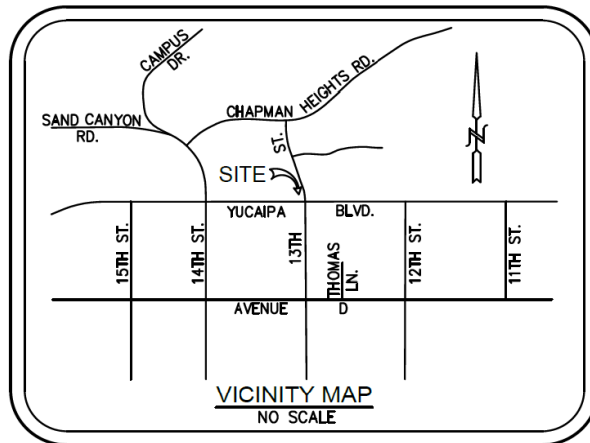 CAMPUS
DR.
SAND CANYON
RD.
CHAPMAN
HEIGHTS RD.
ST.
N
SITE
YUCAIPA BLVD.
15TH ST.
14TH ST.
13TH
THOMAS
LN.
12TH ST.
11TH ST.
AVENUE D
VICINITY MAP
NO SCALE